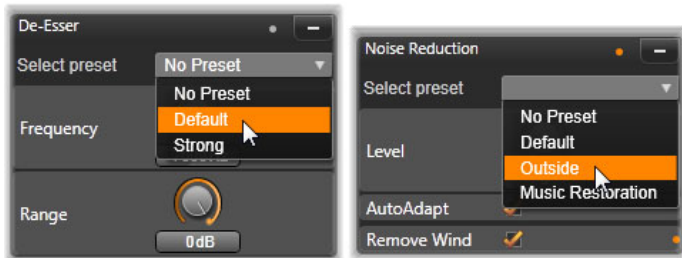 De-Esser
Select preset No Preset
No Preset
Default
Strong
Frequency
Range
0dB
Noise Reduction
Select preset
No Preset
Default
Outside
Music Restoration
Level
AutoAdapt
Remove Wind